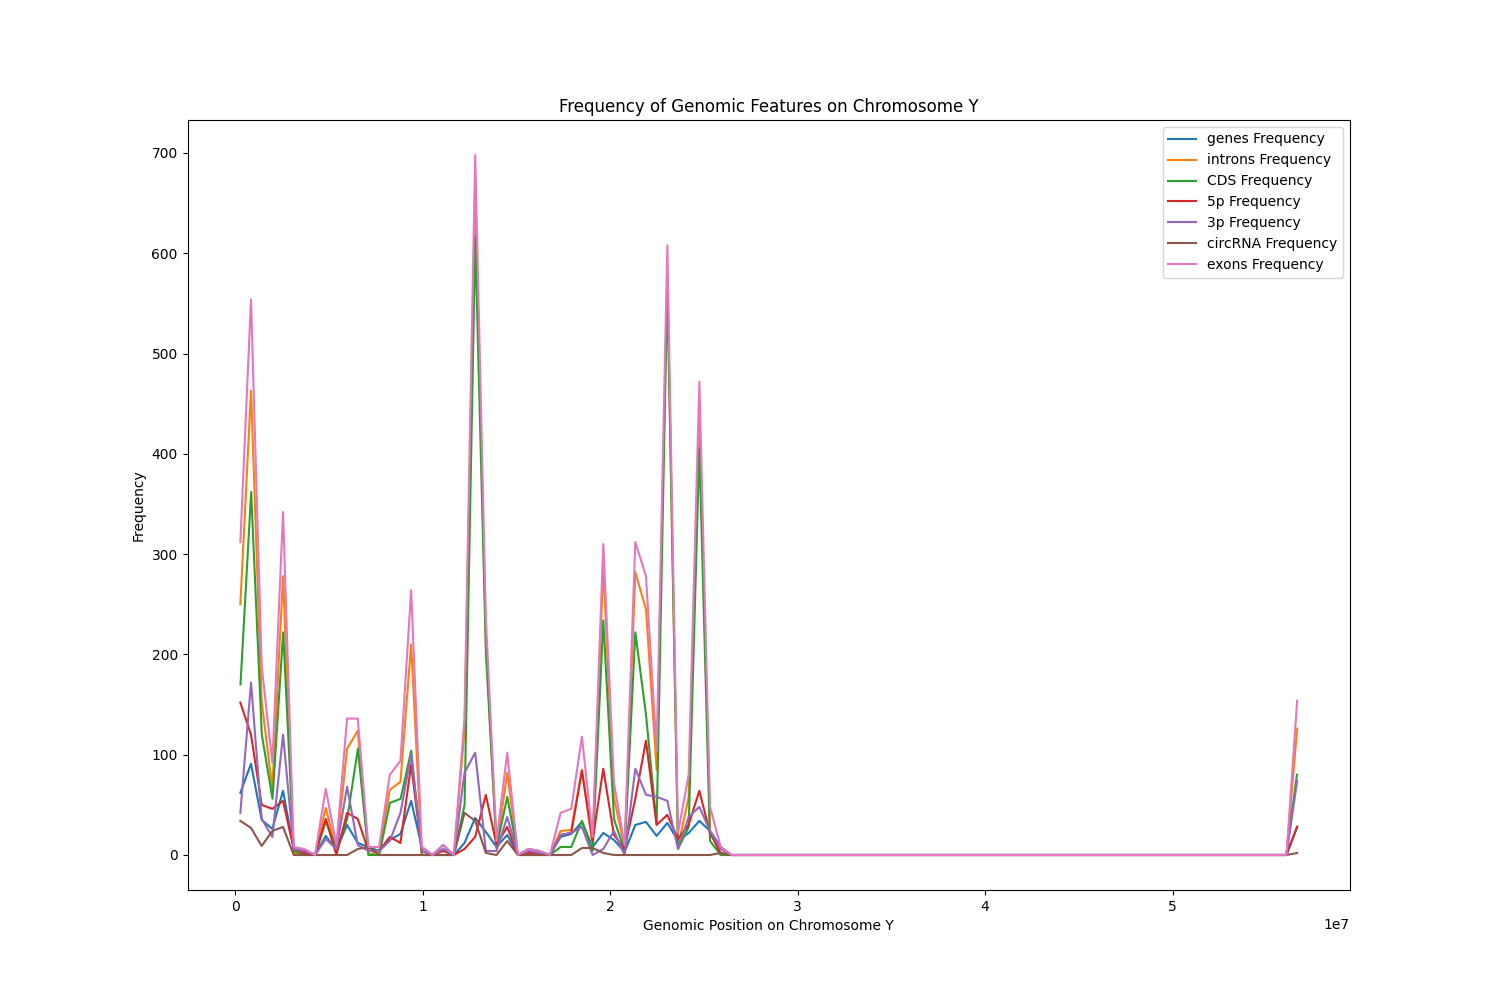 Frequency of Genomic Features on Chromosome Y
genes Frequency
introns Frequency
CDS Frequency
5p Frequency
3p Frequency
circRNA Frequency
exons Frequency
Frequency
700
600
500
400
300
200
100
0
0 1 2 3 4 5
1e7
Genomic Position on Chromosome Y